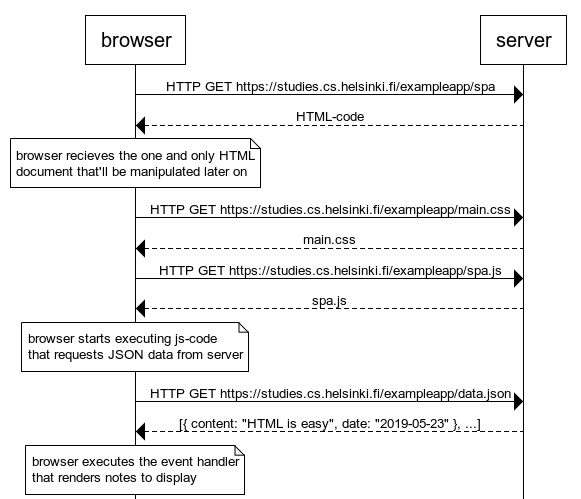 browser
server
HTTP GET https://studies.cs.helsinki.fi/exampleapp/spa
HTML-code
browser recieves the one and only HTML
document that'll be manipulated later on
HTTP GET https://studies.cs.helsinki.fi/exampleapp/main.css
main.css
HTTP GET https://studies.cs.helsinki.fi/exampleapp/spa.js
spa.js
browser starts executing js-code
that requests JSON data from server
HTTP GET https://studies.cs.helsinki.fi/exampleapp/data.json
[{ content: "HTML is easy", date: "2019-05-23" }, ...]
browser executes the event handler
that renders notes to display